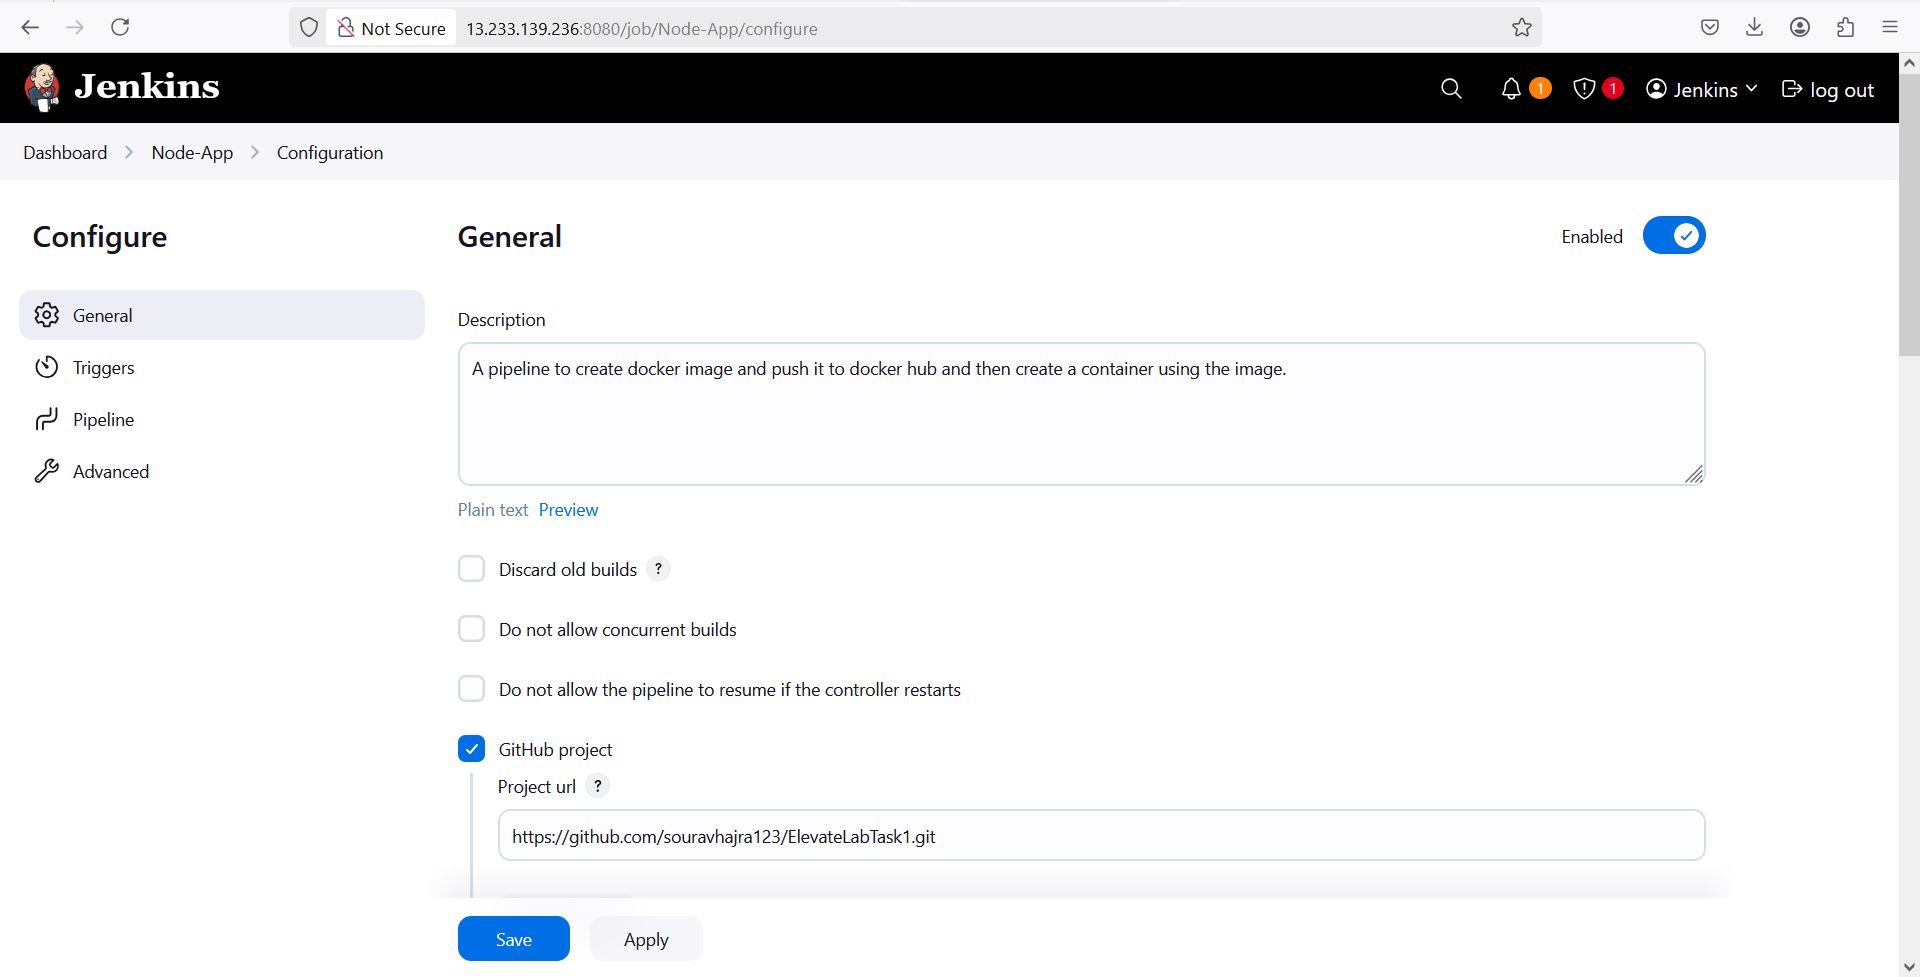 Not Secure 13.233.139.236:8080/job/Node-App/configure
Jenkins 1 1 Jenkins log out
Dashboard Node-App Configuration
Configure
General
Triggers
Pipeline
Advanced
General Enabled
Description
A pipeline to create docker image and push it to docker hub and then create a container using the image.
Plain text Preview
Discard old builds ?
Do not allow concurrent builds
Do not allow the pipeline to resume if the controller restarts
GitHub project
Project url ?
https://github.com/souravhajra123/ElevateLabTask1.git
Save Apply